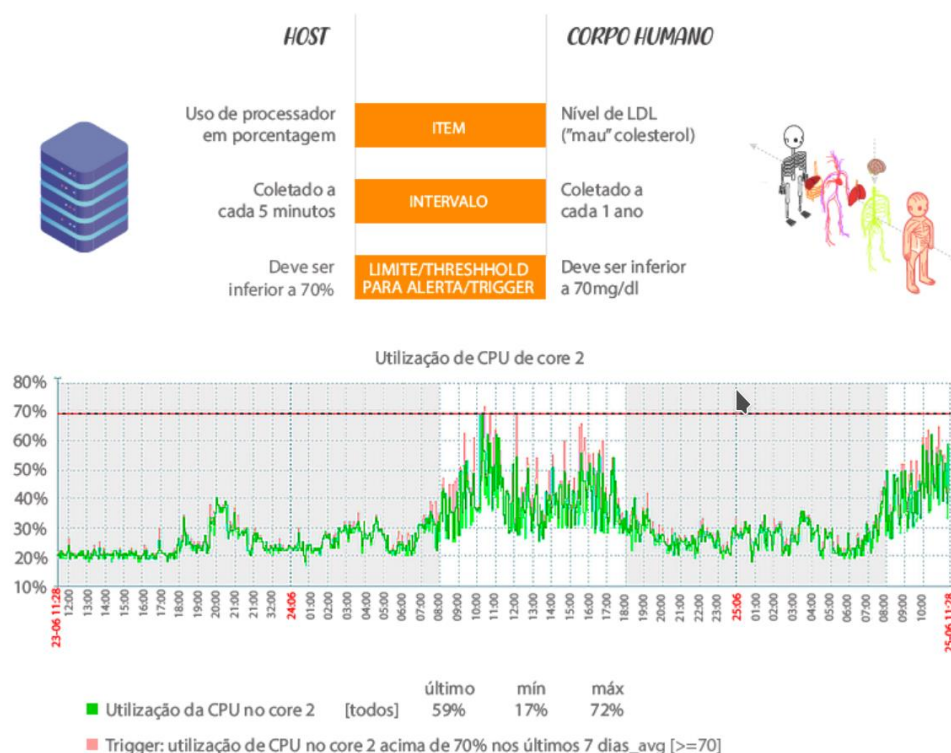 HOST
CORPO HUMANO
Uso de processador
em porcentagem
ITEM
Nível de LDL
("mau" colesterol)
Coletado a
cada 5 minutos
INTERVALO
Coletado a
cada 1 ano
Deve ser
inferior a 70%
LIMITE/THRESHHOLD
PARA ALERTA/TRIGGER
Deve ser inferior
a 70mg/dl
Utilização de CPU de core 2
80%
70%
60%
50%
40%
30%
20%
10%
23-06 11:28 12:00 13:00 14:00 15:00 16:00 17:00 18:00 19:00 20:00 21:00 32:00 24:06 01:00 02:00 03:00 04:00 05:00 06:00 07:00 08:00 09:00 10:00 11:00 12:00 13:00 14:00 15:00 16:00 17:00 18:00 19:00 20:00 21:00 22:00 23:00 25:06 01:00 02:00 03:00 04:00 05:00 06:00 07:00 08:00 09:00 10:00 25-06 11:28
último mín máx
Utilização da CPU no core 2 [todos] 59% 17% 72%
Trigger: utilização de CPU no core 2 acima de 70% nos últimos 7 dias_avg [>=70]